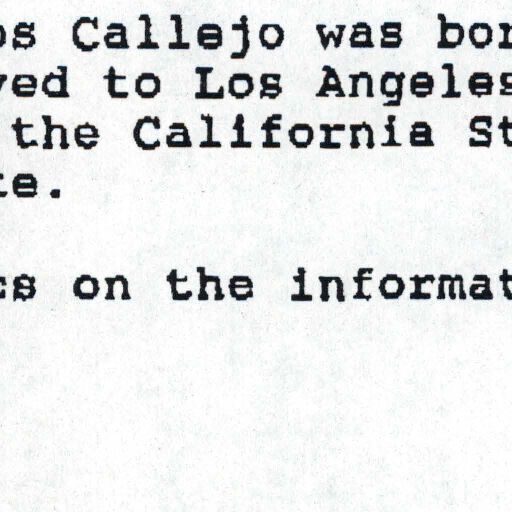 os Callejo was bor
ved to Los Angeles
the California St
te.
cs on the informat